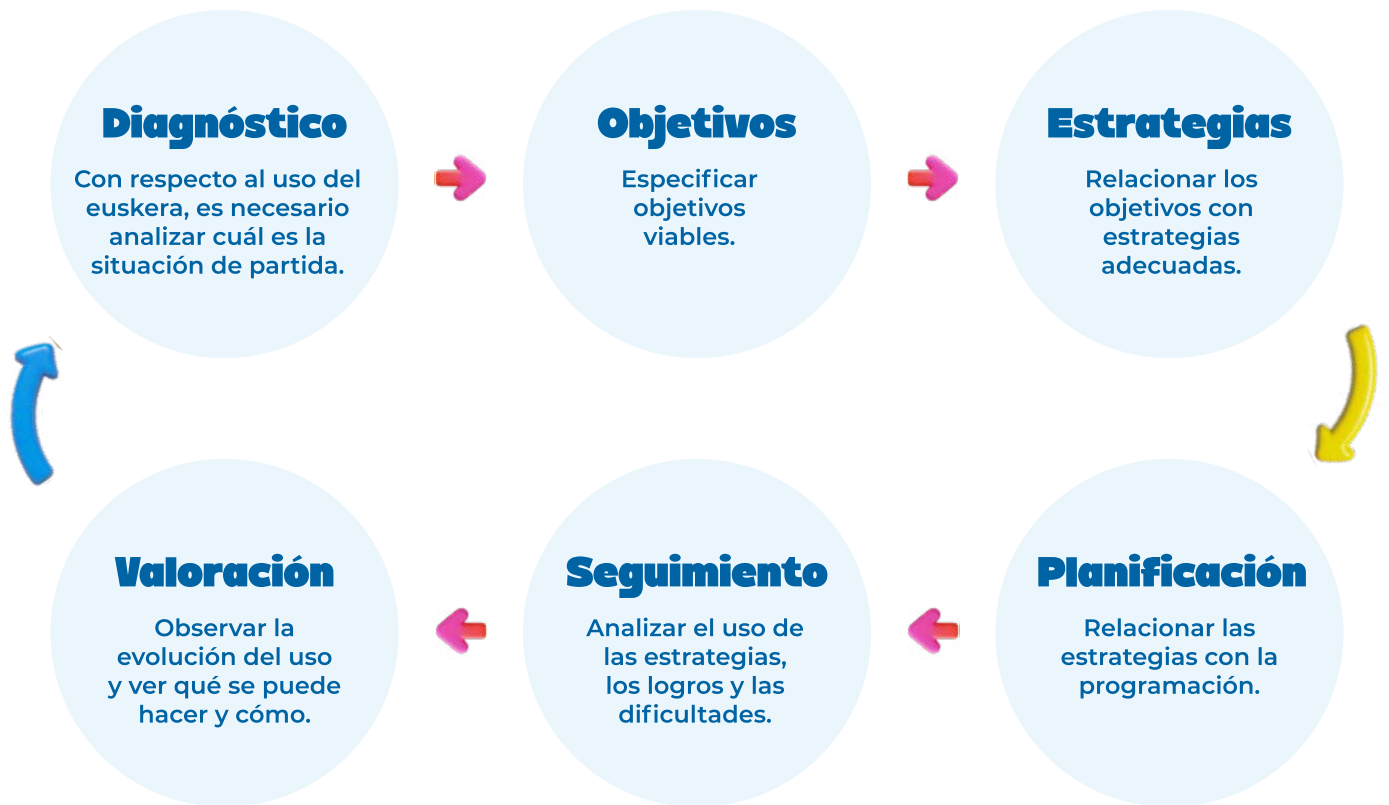 Diagnóstico
Con respecto al uso del
euskera, es necesario
analizar cuál es la
situación de partida.
Objetivos
Especificar
objetivos
viables.
Estrategias
Relacionar los
objetivos con
estrategias
adecuadas.
Planificación
Relacionar las
estrategias con la
programación.
Seguimiento
Analizar el uso de
las estrategias,
los logros y las
dificultades.
Valoración
Observar la
evolución del uso
y ver qué se puede
hacer y cómo.